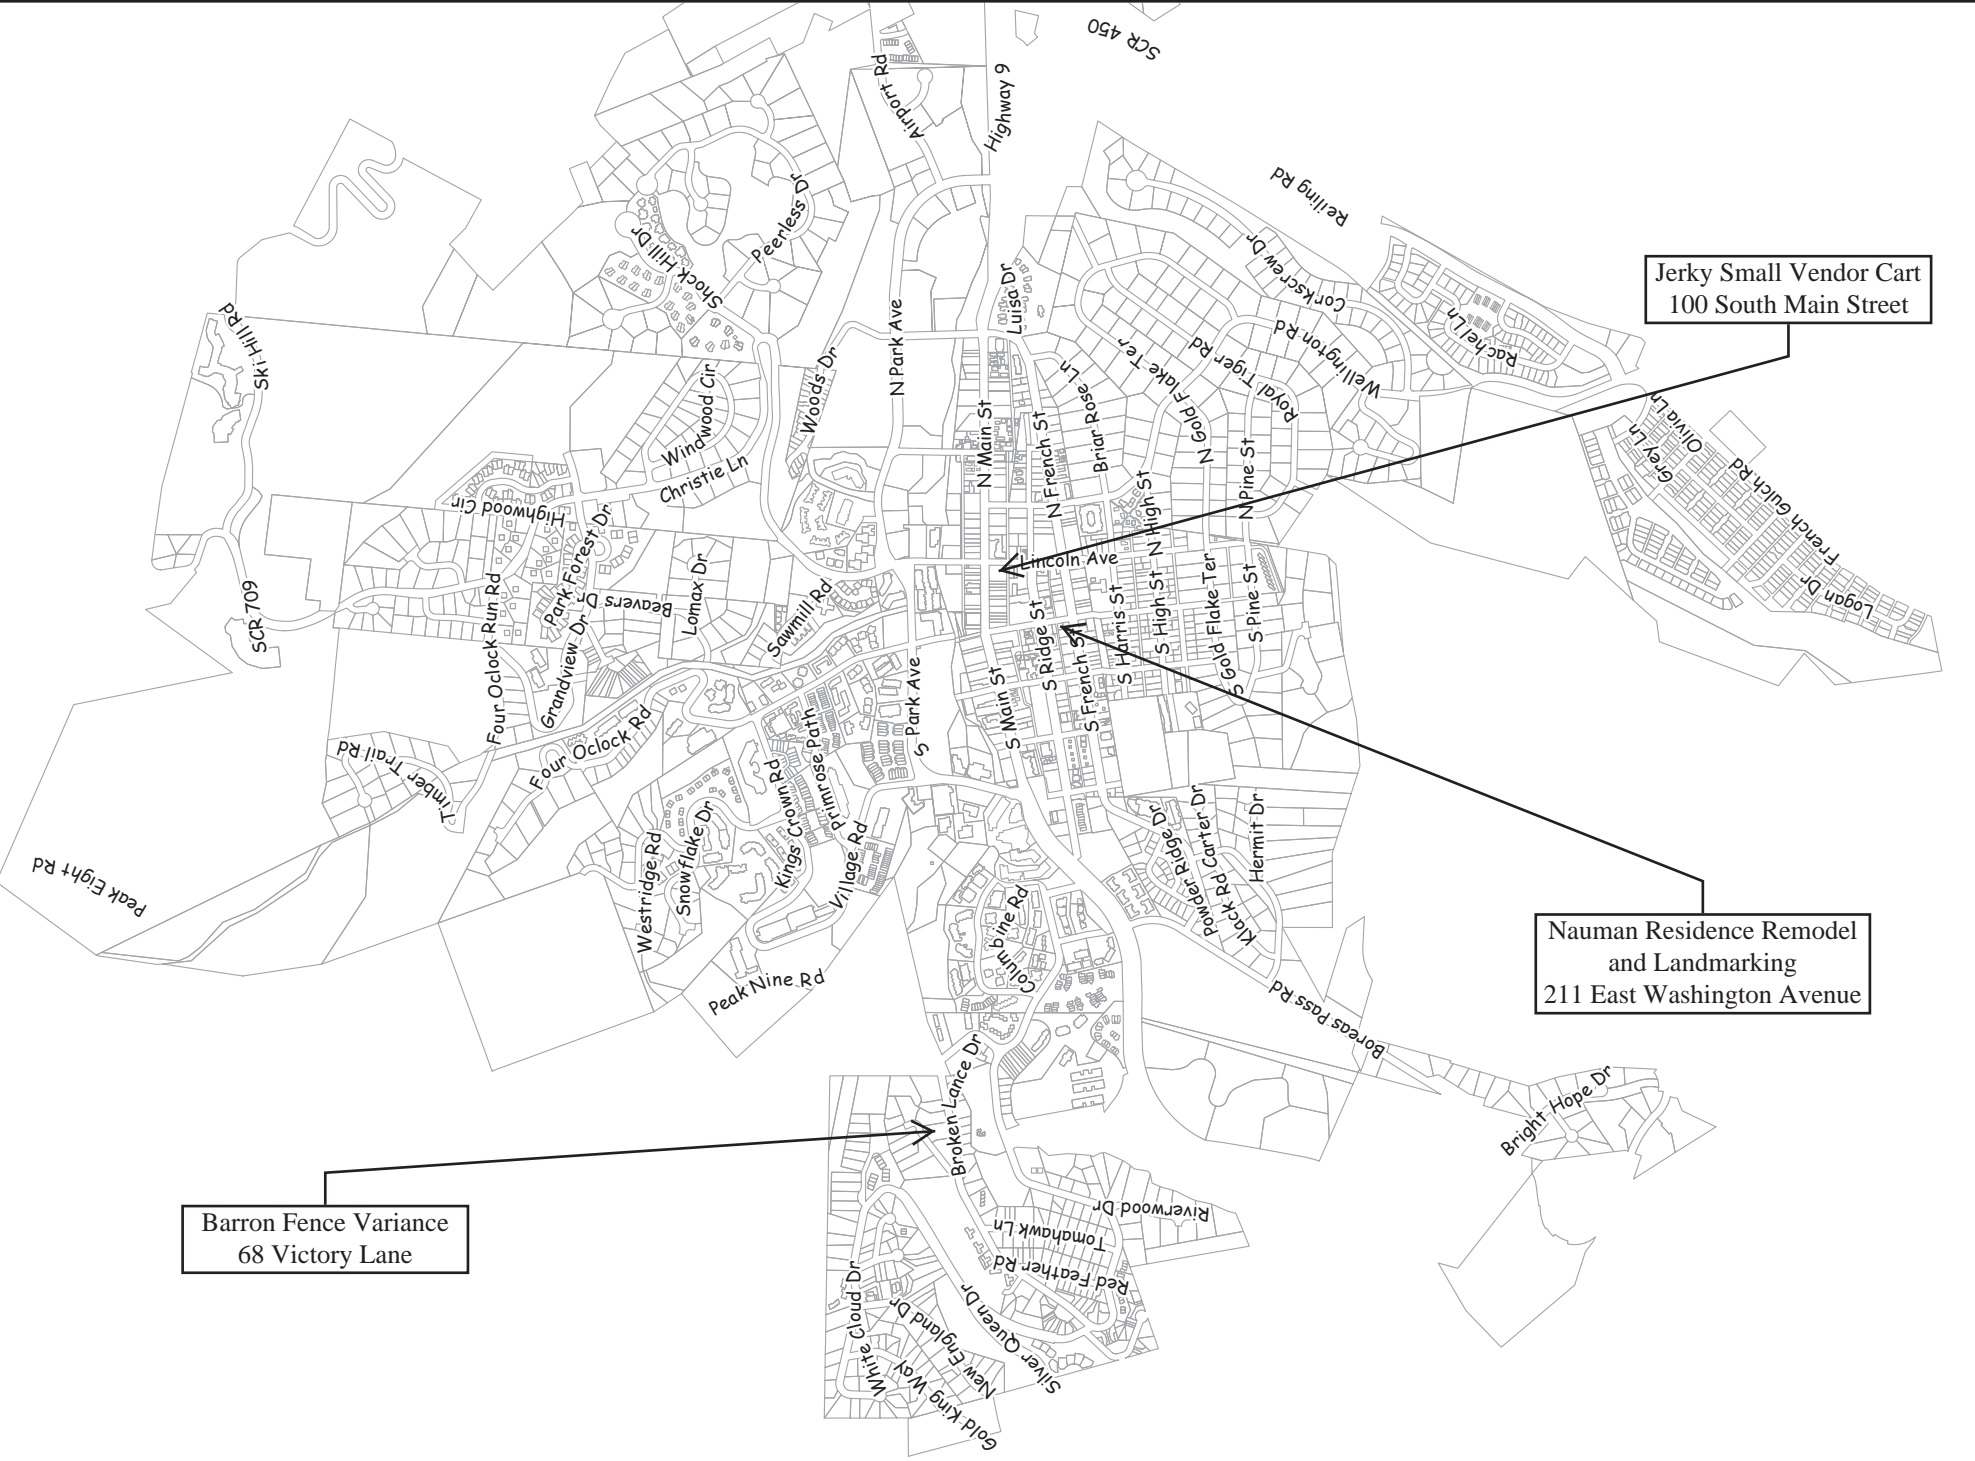 SCR 450
Airport Rd
Highway 9
Reiling Rd
Peerless Dr
Shock Hill Dr
Corkscrew Dr
Luisa Dr
Jerky Small Vendor Cart
100 South Main Street
Ski Hill Rd
N Park Ave
Woods Dr
Windwood Cir
Christie Ln
N Main St
N French St
Briar Rose Ln
N Gold Flake Ter
Royal Tiger Rd
Wellington Rd
Rachel Ln
Grey Ln
Olivia Ln
French Gulch Rd
Logan Dr
Highwood Cir
Park Forest Dr
N High St
N Pine St
Lincoln Ave
SCR 709
Four Oclock Run Rd
Grandview Dr
Beavers Dr
Lomax Dr
Sawmill Rd
S Ridge St
S French St
S Harris St
S High St
S Gold Flake Ter
S Pine St
S Main St
S Park Ave
Timber Trail Rd
Four Oclock Rd
Primrose Path
Kings Crown Rd
Village Rd
Snowflake Dr
Westridge Rd
Peak Eight Rd
Peak Nine Rd
Columbine Rd
Powder Ridge Dr
Carter Dr
Klack Rd
Hermit Dr
Boreas Pass Rd
Nauman Residence Remodel
and Landmarking
211 East Washington Avenue
Bright Hope Dr
Broken Lance Dr
Barron Fence Variance
68 Victory Lane
Riverwood Dr
Tomahawk Ln
Red Feather Rd
White Cloud Dr
New England Dr
Silver Queen Dr
Gold King Way